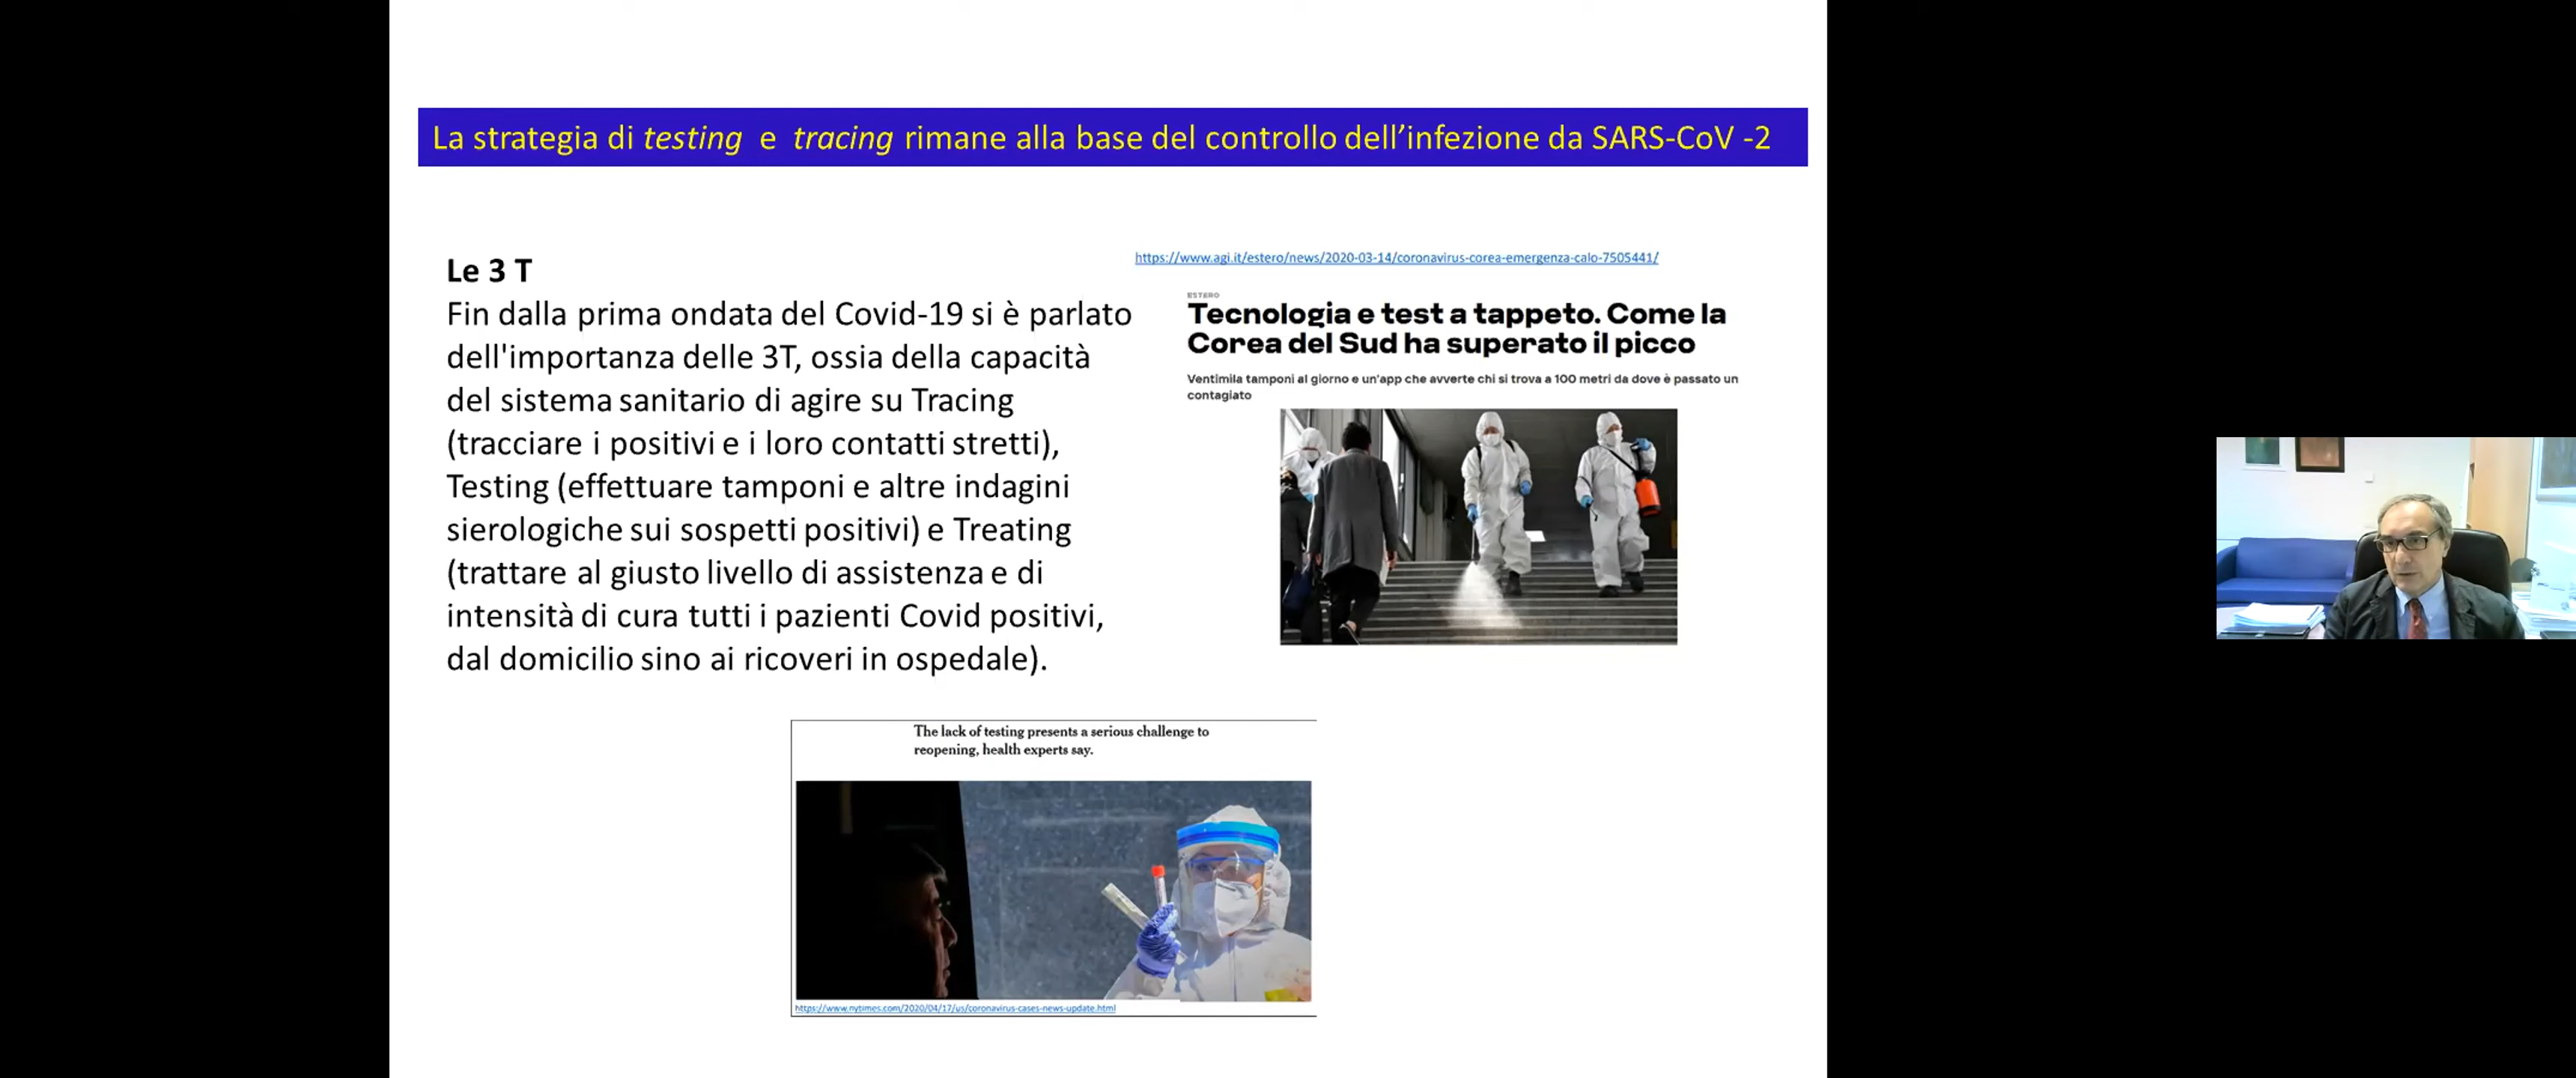 La strategia di testing e tracing rimane alla base del controllo dell'infezione da SARS-CoV -2
Le 3 T
Fin dalla prima ondata del Covid-19 si è parlato
dell'importanza delle 3T, ossia della capacità
del sistema sanitario di agire su Tracing
(tracciare i positivi e i loro contatti stretti),
Testing (effettuare tamponi e altre indagini
sierologiche sui sospetti positivi) e Treating
(trattare al giusto livello di assistenza e di
intensità di cura tutti i pazienti Covid positivi,
dal domicilio sino ai ricoveri in ospedale).
https://www.agi.it/estero/news/2020-03-14/coronavirus-corea-emergenza-calo-7505441/
ESTERO
Tecnologia e test a tappeto. Come la
Corea del Sud ha superato il picco
Ventimila tamponi al giorno e un'app che avverte chi si trova a 100 metri da dove è passato un
contagiato
The lack of testing presents a serious challenge to
reopening, health experts say.
https://www.nytimes.com/2020/04/17/us/coronavirus-cases-news-update.html